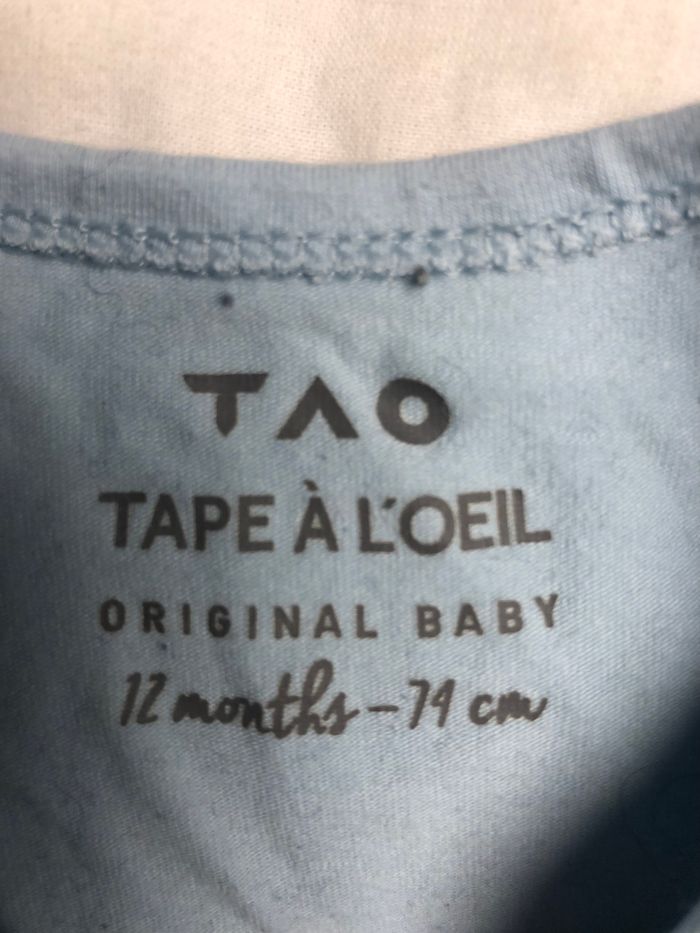 TAO
TAPE À L'OEIL
ORIGINAL BABY
12 months - 74 cm